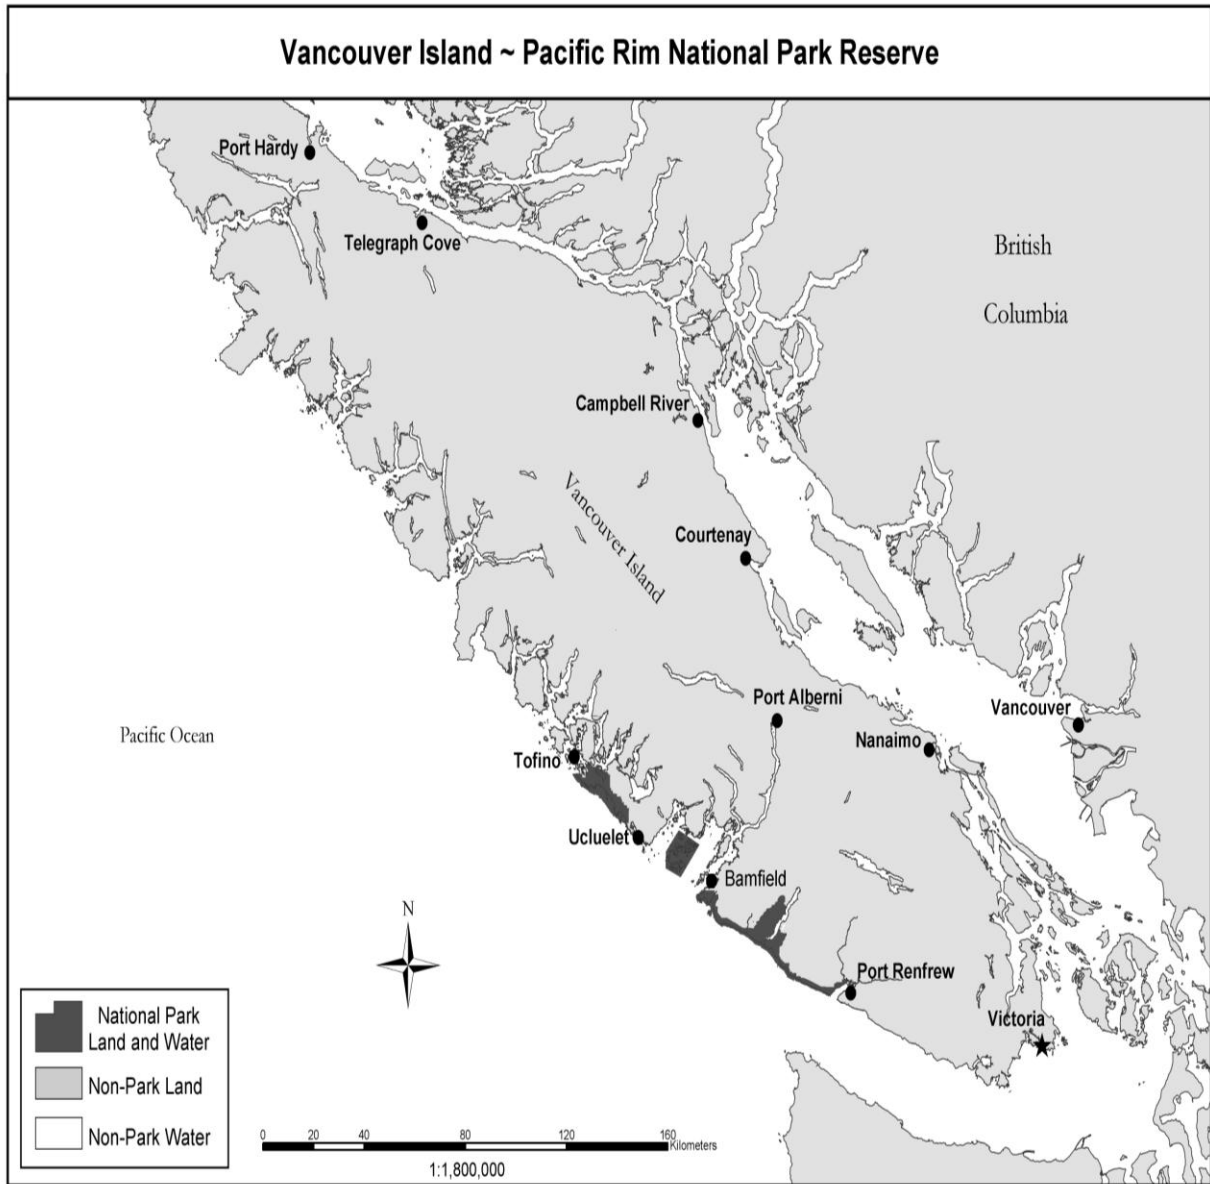 Vancouver Island ~ Pacific Rim National Park Reserve
Port Hardy
Telegraph Cove
British
Columbia
Campbell River
Vancouver Island
Courtenay
Port Alberni
Vancouver
Pacific Ocean
Nanaimo
Tofino
Ucluelet
Bamfield
N
Port Renfrew
Victoria
National Park
Land and Water
Non-Park Land
Non-Park Water
0 20 40 80 120 160
Kilometers
1:1,800,000